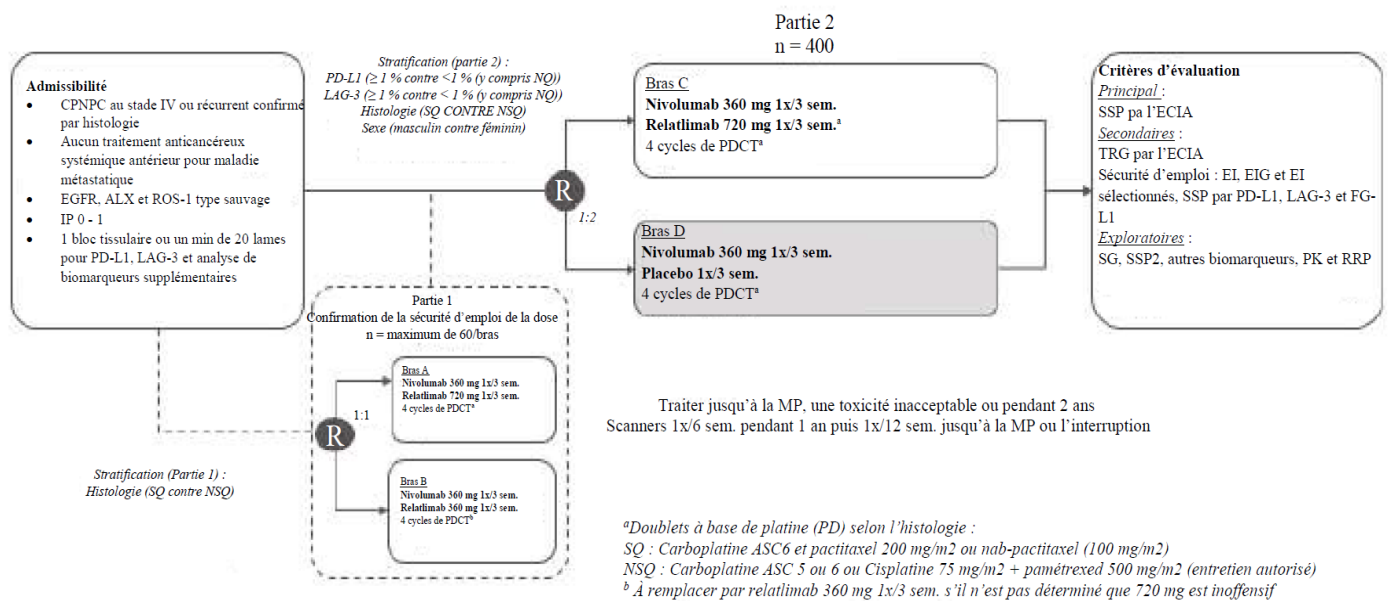 Partie 2
n = 400
Admissibilité
• CPNPC au stade IV ou récurrent confirmé
par histologie
• Aucun traitement anticancéreux
systémique antérieur pour maladie
métastatique
• EGFR, ALX et ROS-1 type sauvage
• IP 0 - 1
• 1 bloc tissulaire ou un min de 20 lames
pour PD-L1, LAG-3 et analyse de
biomarqueurs supplémentaires
Stratification (partie 2) :
PD-L1 (≥ 1 % contre <1 % (y compris NQ))
LAG-3 (≥ 1 % contre < 1 % (y compris NQ))
Histologie (SQ CONTRE NSQ)
Sexe (masculin contre féminin)
R
1:2
Bras C
Nivolumab 360 mg 1x/3 sem.
Relatlimab 720 mg 1x/3 sem.ª
4 cycles de PDCTª
Bras D
Nivolumab 360 mg 1x/3 sem.
Placebo 1x/3 sem.
4 cycles de PDCTª
Critères d’évaluation
Principal :
SSP pa l’ECIA
Secondaires :
TRG par l’ECIA
Sécurité d’emploi : EI, EIG et EI
sélectionnés, SSP par PD-L1, LAG-3 et FG-
L1
Exploratoires :
SG, SSP2, autres biomarqueurs, PK et RRP
Partie 1
Confirmation de la sécurité d’emploi de la dose
n = maximum de 60/bras
R
1:1
Bras A
Nivolumab 360 mg 1x/3 sem.
Relatlimab 720 mg 1x/3 sem.
4 cycles de PDCTª
Bras B
Nivolumab 360 mg 1x/3 sem.
Relatlimab 360 mg 1x/3 sem.
4 cycles de PDCTᵇ
Stratification (Partie 1) :
Histologie (SQ contre NSQ)
Traiter jusqu’à la MP, une toxicité inacceptable ou pendant 2 ans
Scanners 1x/6 sem. pendant 1 an puis 1x/12 sem. jusqu’à la MP ou l’interruption
ªDoublets à base de platine (PD) selon l’histologie :
SQ : Carboplatine ASC6 et pactitaxel 200 mg/m2 ou nab-pactitaxel (100 mg/m2)
NSQ : Carboplatine ASC 5 ou 6 ou Cisplatine 75 mg/m2 + pamétrexed 500 mg/m2 (entretien autorisé)
ᵇ À remplacer par relatlimab 360 mg 1x/3 sem. s’il n’est pas déterminé que 720 mg est inoffensif